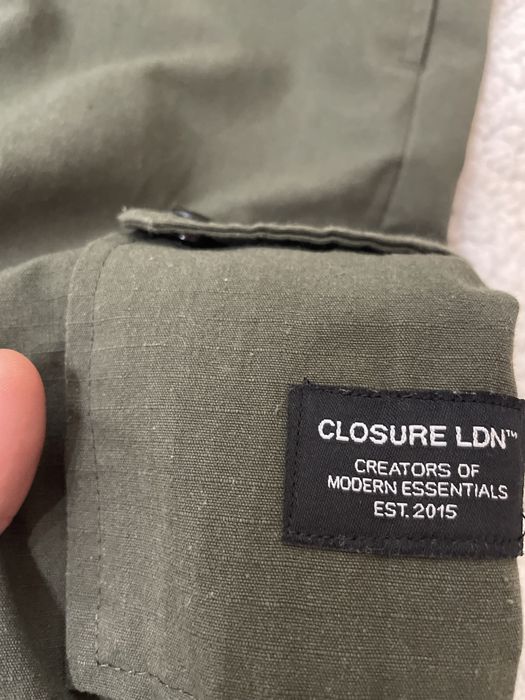 CLOSURE LDN™
CREATORS OF
MODERN ESSENTIALS
EST. 2015